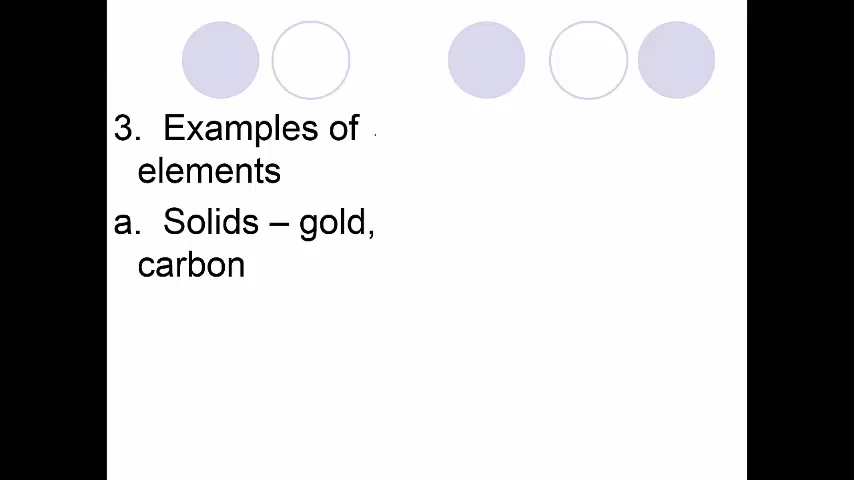 3. Examples of
elements
a. Solids – gold,
carbon